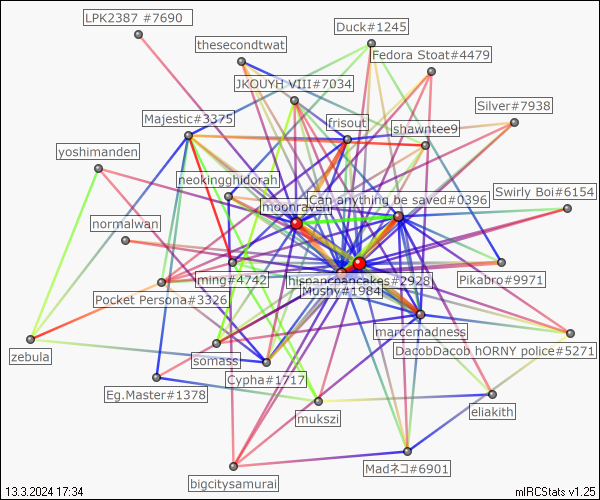 LPK2387 #7690
Duck#1245
thesecondtwat
Fedora Stoat#4479
JKOUYH VIII#7034
Silver#7938
Majestic#3375
frisout
shawntee9
yoshimanden
neokingghidorah
Can anything be saved#0396
Swirly Boi#6154
moonraven
normalwan
ming#4742
hispanchancakes#2928
Pikabro#9971
Mushy#1984
Pocket Persona#3326
marcemadness
zebula
somass
DacobDacob hORNY police#5271
Cypha#1717
Eg.Master#1378
mukszi
eliakith
Madネコ#6901
bigcitysamurai
13.3.2024 17:34
mIRCStats v1.25